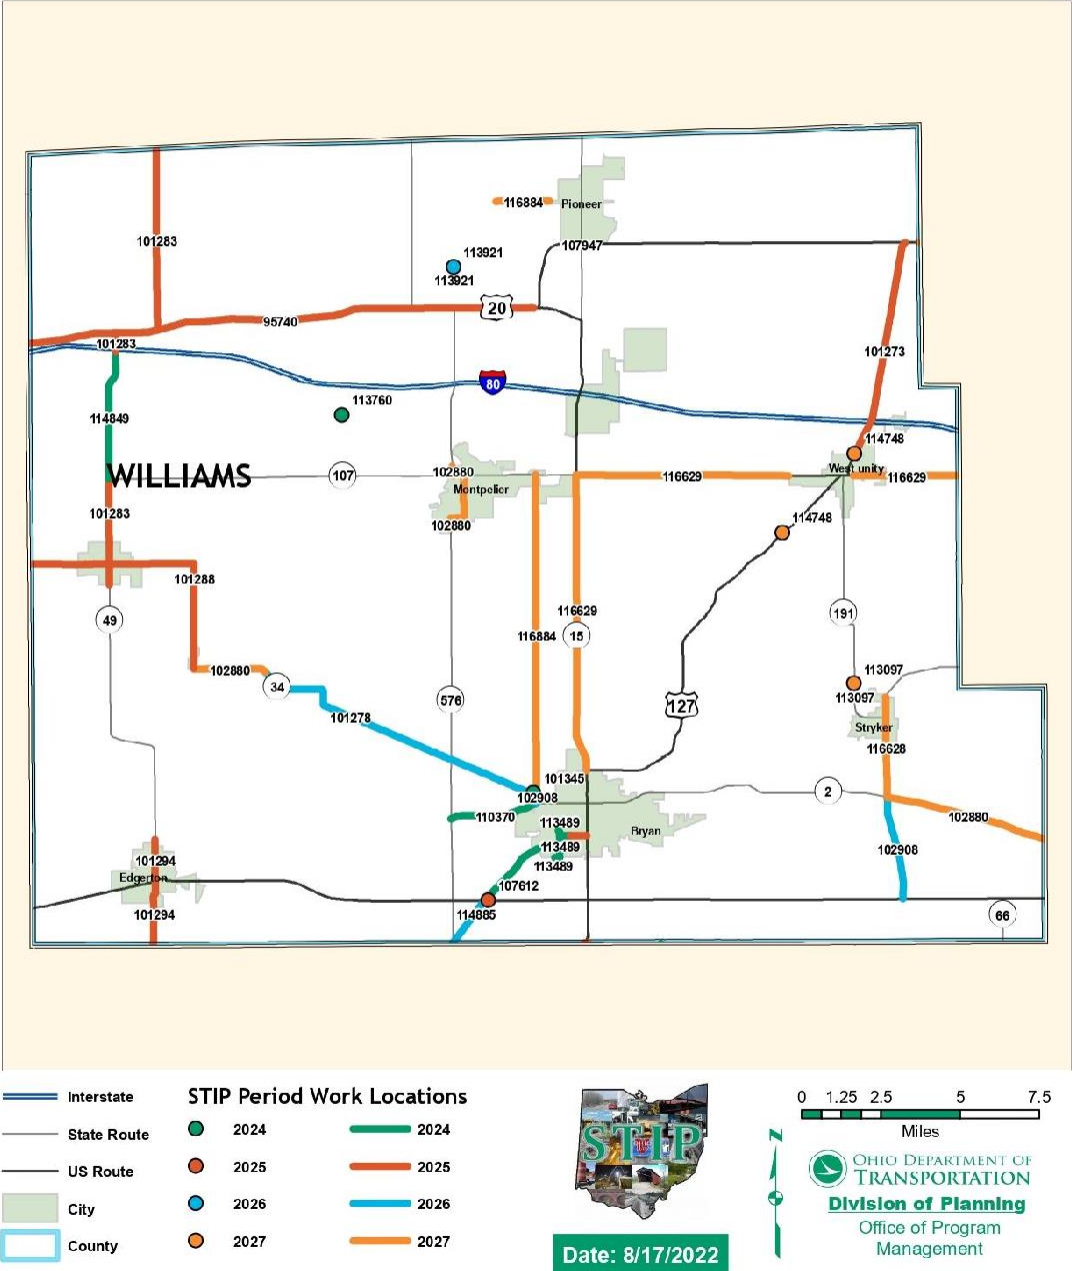 116884
Pioneer
101283
107947
113921
113921
20
95740
101283
101273
80
113760
114849
114748
WILLIAMS
107
102880
West unity
116629
116629
Montpelier
101283
102880
114748
101288
49
116629
191
116884
15
102880
34
113097
113097
576
127
101278
Stryker
116628
101345
102908
2
110370
113489
Bryan
102880
113489
102908
101294
113489
Edgerton
107612
101294
114885
66
Interstate
State Route
US Route
City
County
STIP Period Work Locations
2024
2024
2025
2025
2026
2026
2027
2027
STIP
Date: 8/17/2022
0 1.25 2.5 5 7.5
Miles
N
OHIO DEPARTMENT OF
TRANSPORTATION
Division of Planning
Office of Program
Management